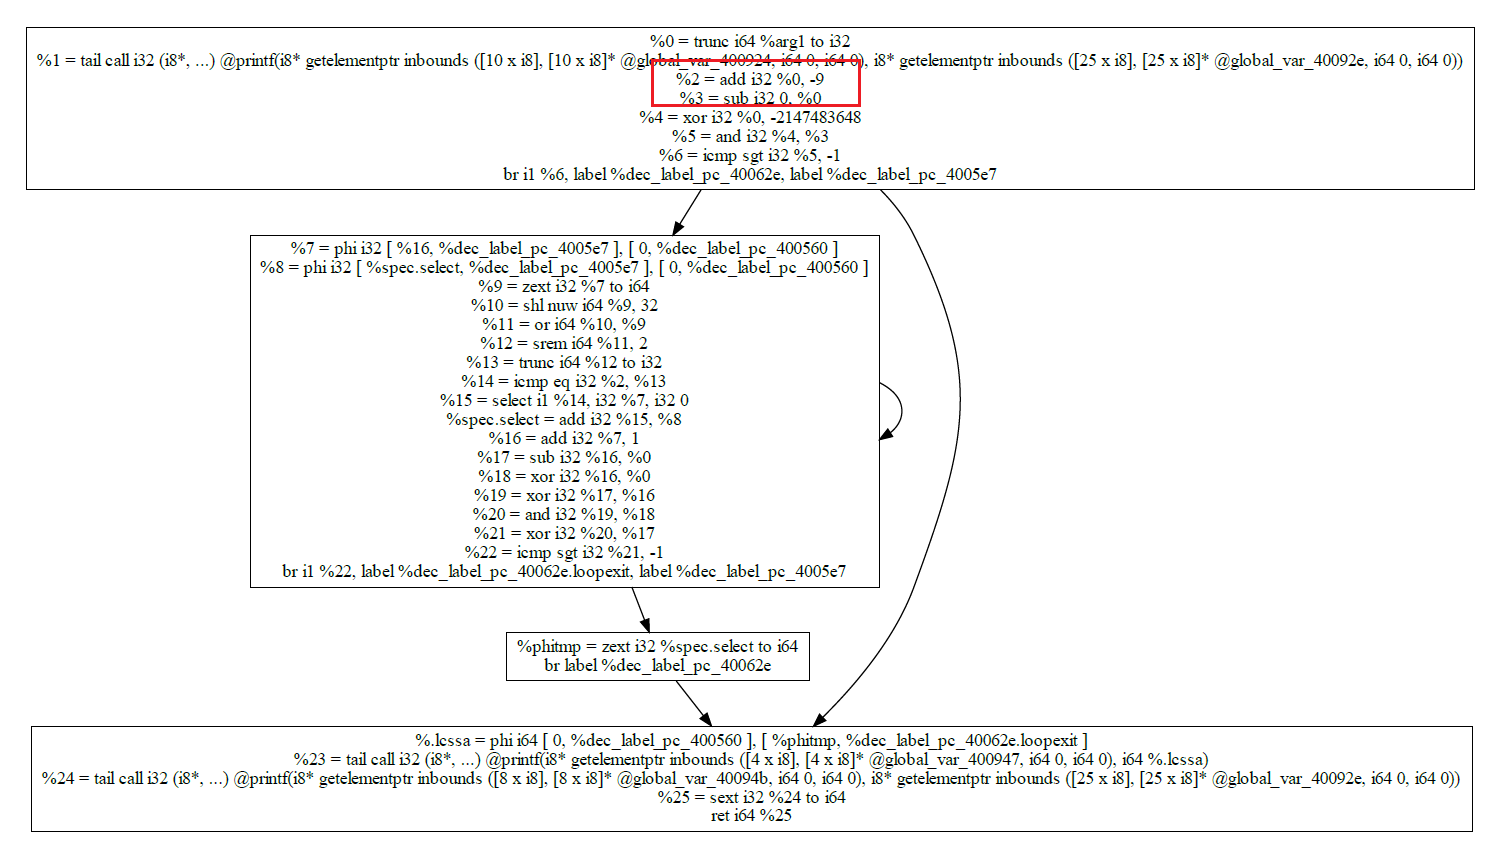 %0 = trunc i64 %arg1 to i32
%1 = tail call i32 (i8*, ...) @printf(i8* getelementptr inbounds ([10 x i8], [10 x i8]* @global_var_400924, i64 0, i64 0), i8* getelementptr inbounds ([25 x i8], [25 x i8]* @global_var_40092e, i64 0, i64 0))
%2 = add i32 %0, -9
%3 = sub i32 0, %0
%4 = xor i32 %0, -2147483648
%5 = and i32 %4, %3
%6 = icmp sgt i32 %5, -1
br i1 %6, label %dec_label_pc_40062e, label %dec_label_pc_4005e7
%7 = phi i32 [ %16, %dec_label_pc_4005e7 ], [ 0, %dec_label_pc_400560 ]
%8 = phi i32 [ %spec.select, %dec_label_pc_4005e7 ], [ 0, %dec_label_pc_400560 ]
%9 = zext i32 %7 to i64
%10 = shl nuw i64 %9, 32
%11 = or i64 %10, %9
%12 = srem i64 %11, 2
%13 = trunc i64 %12 to i32
%14 = icmp eq i32 %2, %13
%15 = select i1 %14, i32 %7, i32 0
%spec.select = add i32 %15, %8
%16 = add i32 %7, 1
%17 = sub i32 %16, %0
%18 = xor i32 %16, %0
%19 = xor i32 %17, %16
%20 = and i32 %19, %18
%21 = xor i32 %20, %17
%22 = icmp sgt i32 %21, -1
br i1 %22, label %dec_label_pc_40062e.loopexit, label %dec_label_pc_4005e7
%phitmp = zext i32 %spec.select to i64
br label %dec_label_pc_40062e
%.lcssa = phi i64 [ 0, %dec_label_pc_400560 ], [ %phitmp, %dec_label_pc_40062e.loopexit ]
%23 = tail call i32 (i8*, ...) @printf(i8* getelementptr inbounds ([4 x i8], [4 x i8]* @global_var_400947, i64 0, i64 0), i64 %.lcssa)
%24 = tail call i32 (i8*, ...) @printf(i8* getelementptr inbounds ([8 x i8], [8 x i8]* @global_var_40094b, i64 0, i64 0), i8* getelementptr inbounds ([25 x i8], [25 x i8]* @global_var_40092e, i64 0, i64 0))
%25 = sext i32 %24 to i64
ret i64 %25